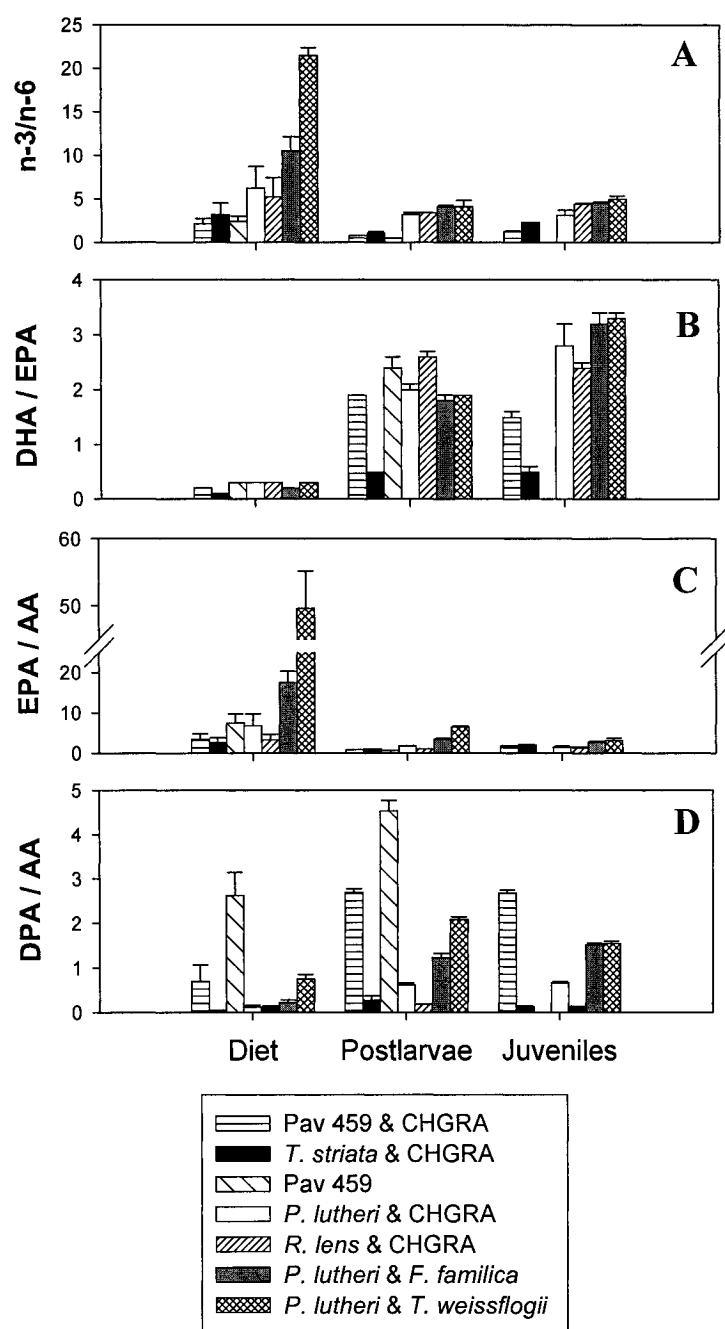 A
n-3/n-6
25
20
15
10
5
0
B
DHA / EPA
4
3
2
1
0
C
EPA / AA
60
50
20
10
0
D
DPA / AA
5
4
3
2
1
0
Diet Postlarvae Juveniles
Pav 459 & CHGRA
T. striata & CHGRA
Pav 459
P. lutheri & CHGRA
R. lens & CHGRA
P. lutheri & F. familica
P. lutheri & T. weissflogii